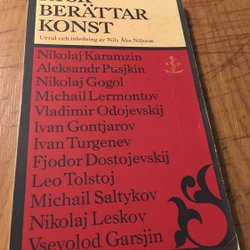 BERÄTTAR
KONST
Urval och inledning av Nils Åke Nilsson
Nikolaj Karamzin
Aleksandr Pusjkin
Nikolaj Gogol
Michail Lermontov
Vladimir Odojevskij
Ivan Gontjarov
Ivan Turgenev
Fjodor Dostojevskij
Leo Tolstoj
Michail Saltykov
Nikolaj Leskov
Vsevolod Garsjin